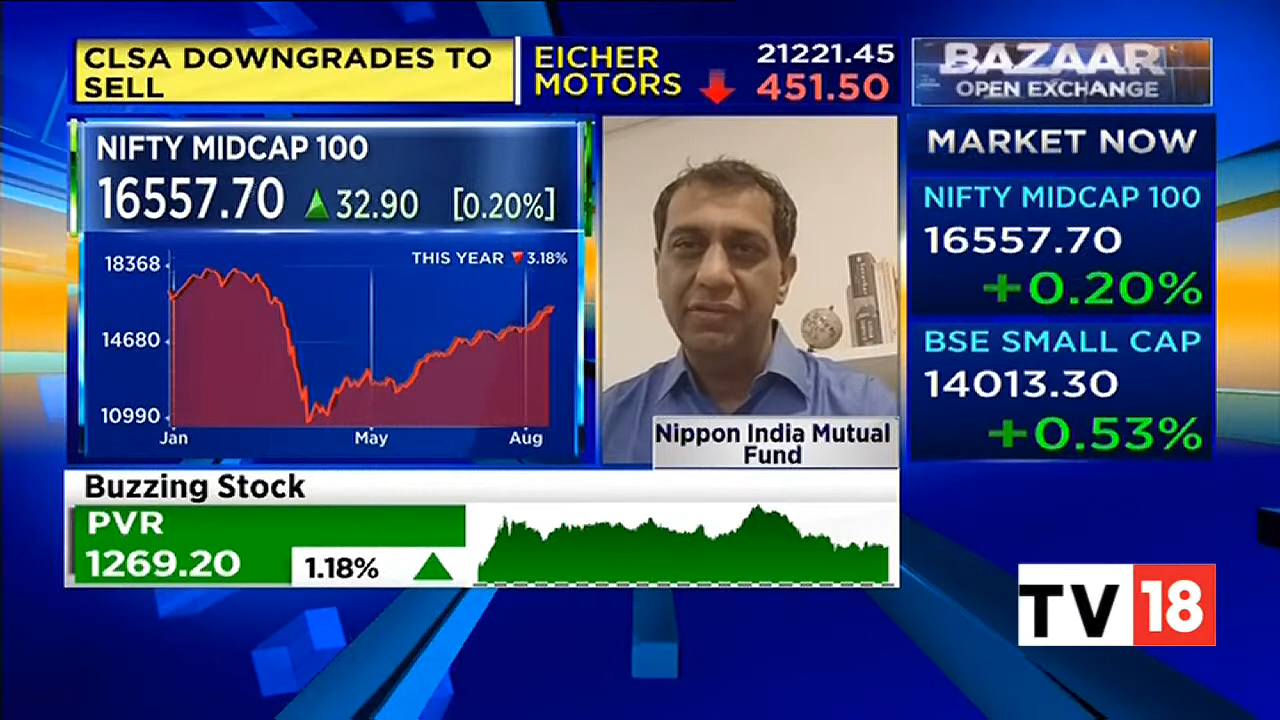 CLSA DOWNGRADES TO
SELL
EICHER
MOTORS
21221.45
451.50
BAZAAR
OPEN EXCHANGE
NIFTY MIDCAP 100
16557.70 32.90 [0.20%]
THIS YEAR 3.18%
18368
14680
10990
Jan May Aug
Nippon India Mutual
Fund
MARKET NOW
NIFTY MIDCAP 100
16557.70
+0.20%
BSE SMALL CAP
14013.30
+0.53%
Buzzing Stock
PVR
1269.20
1.18%
TV 18